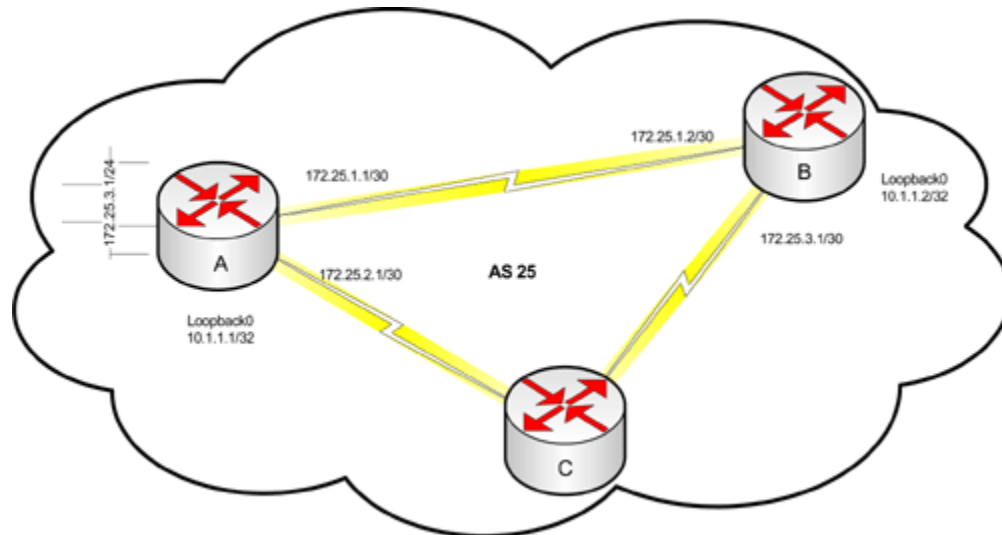 172.25.1.2/30
B
172.25.1.1/30
Loopback0
10.1.1.2/32
172.25.3.1/24
172.25.3.1/30
A
172.25.2.1/30
AS 25
Loopback0
10.1.1.1/32
C